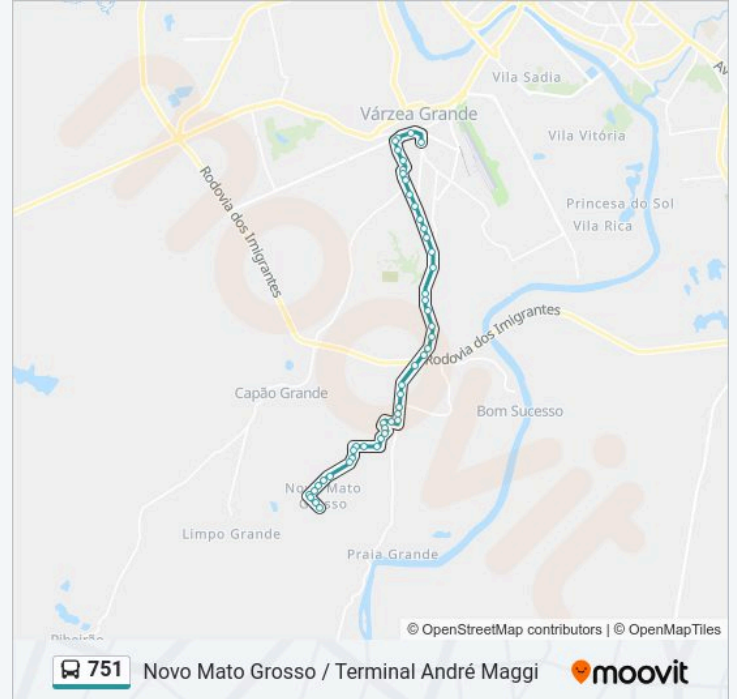 Vila Sadia
Várzea Grande
Vila Vitória
Rodovia dos Imigrantes
Princesa do Sol
Vila Rica
Rodovia dos Imigrantes
Capão Grande
Bom Sucesso
Novo Mato
Grosso
Limpo Grande
Praia Grande
moovit
© OpenStreetMap contributors | © OpenMapTiles
751 Novo Mato Grosso / Terminal André Maggi moovit